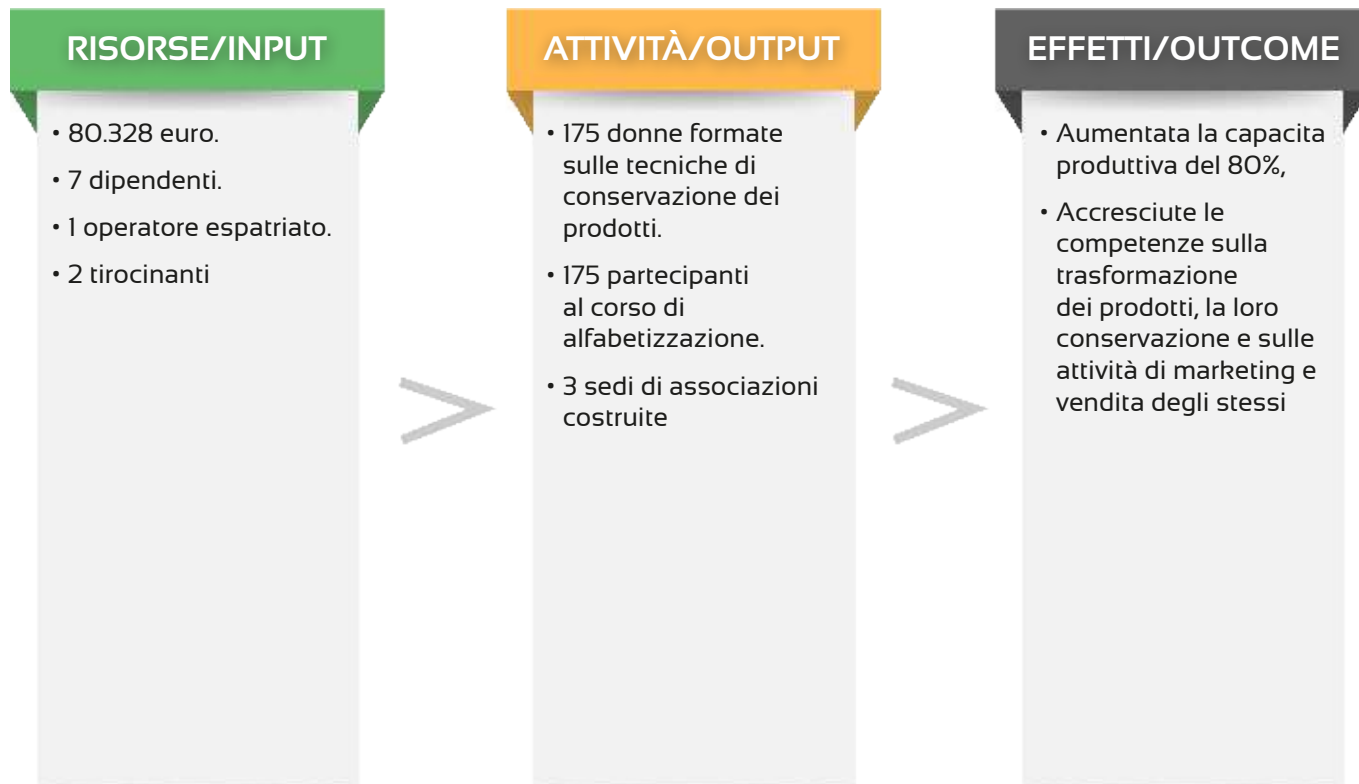 RISORSE/INPUT
• 80.328 euro.
• 7 dipendenti.
• 1 operatore espatriato.
• 2 tirocinanti
ATTIVITÀ/OUTPUT
• 175 donne formate
sulle tecniche di
conservazione dei
prodotti.
• 175 partecipanti
al corso di
alfabetizzazione.
• 3 sedi di associazioni
costruite
EFFETTI/OUTCOME
• Aumentata la capacita
produttiva del 80%,
• Accresciute le
competenze sulla
trasformazione
dei prodotti, la loro
conservazione e sulle
attività di marketing e
vendita degli stessi